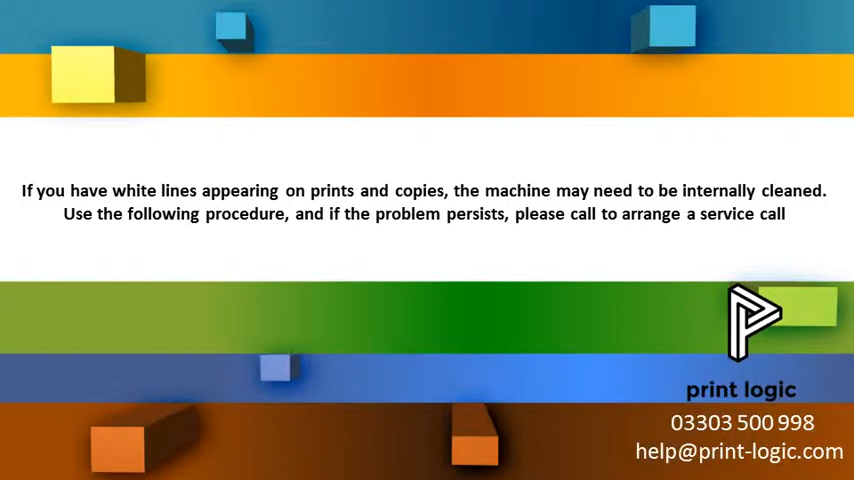 If you have white lines appearing on prints and copies, the machine may need to be internally cleaned.
Use the following procedure, and if the problem persists, please call to arrange a service call
print logic
03303 500 998
help@print-logic.com